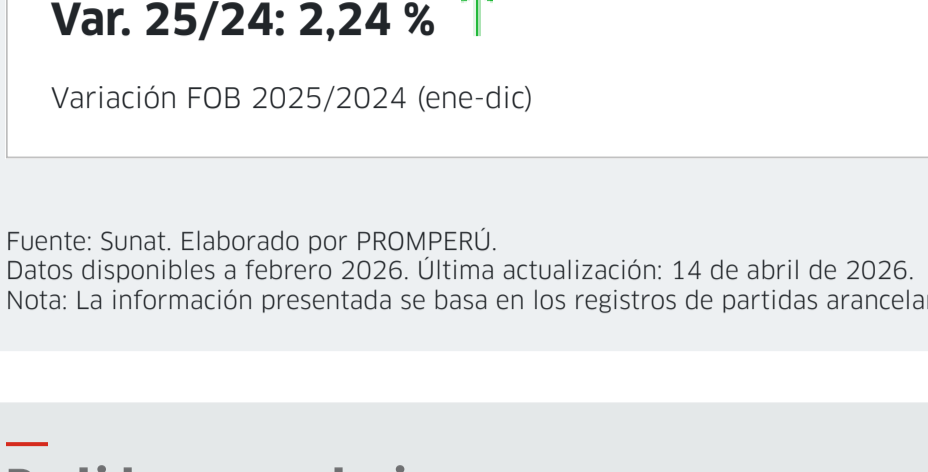 Var. 25/24: 2,24 %
Variación FOB 2025/2024 (ene-dic)
Fuente: Sunat. Elaborado por PROMPERÚ.
Datos disponibles a febrero 2026. Última actualización: 14 de abril de 2026.
Nota: La información presentada se basa en los registros de partidas